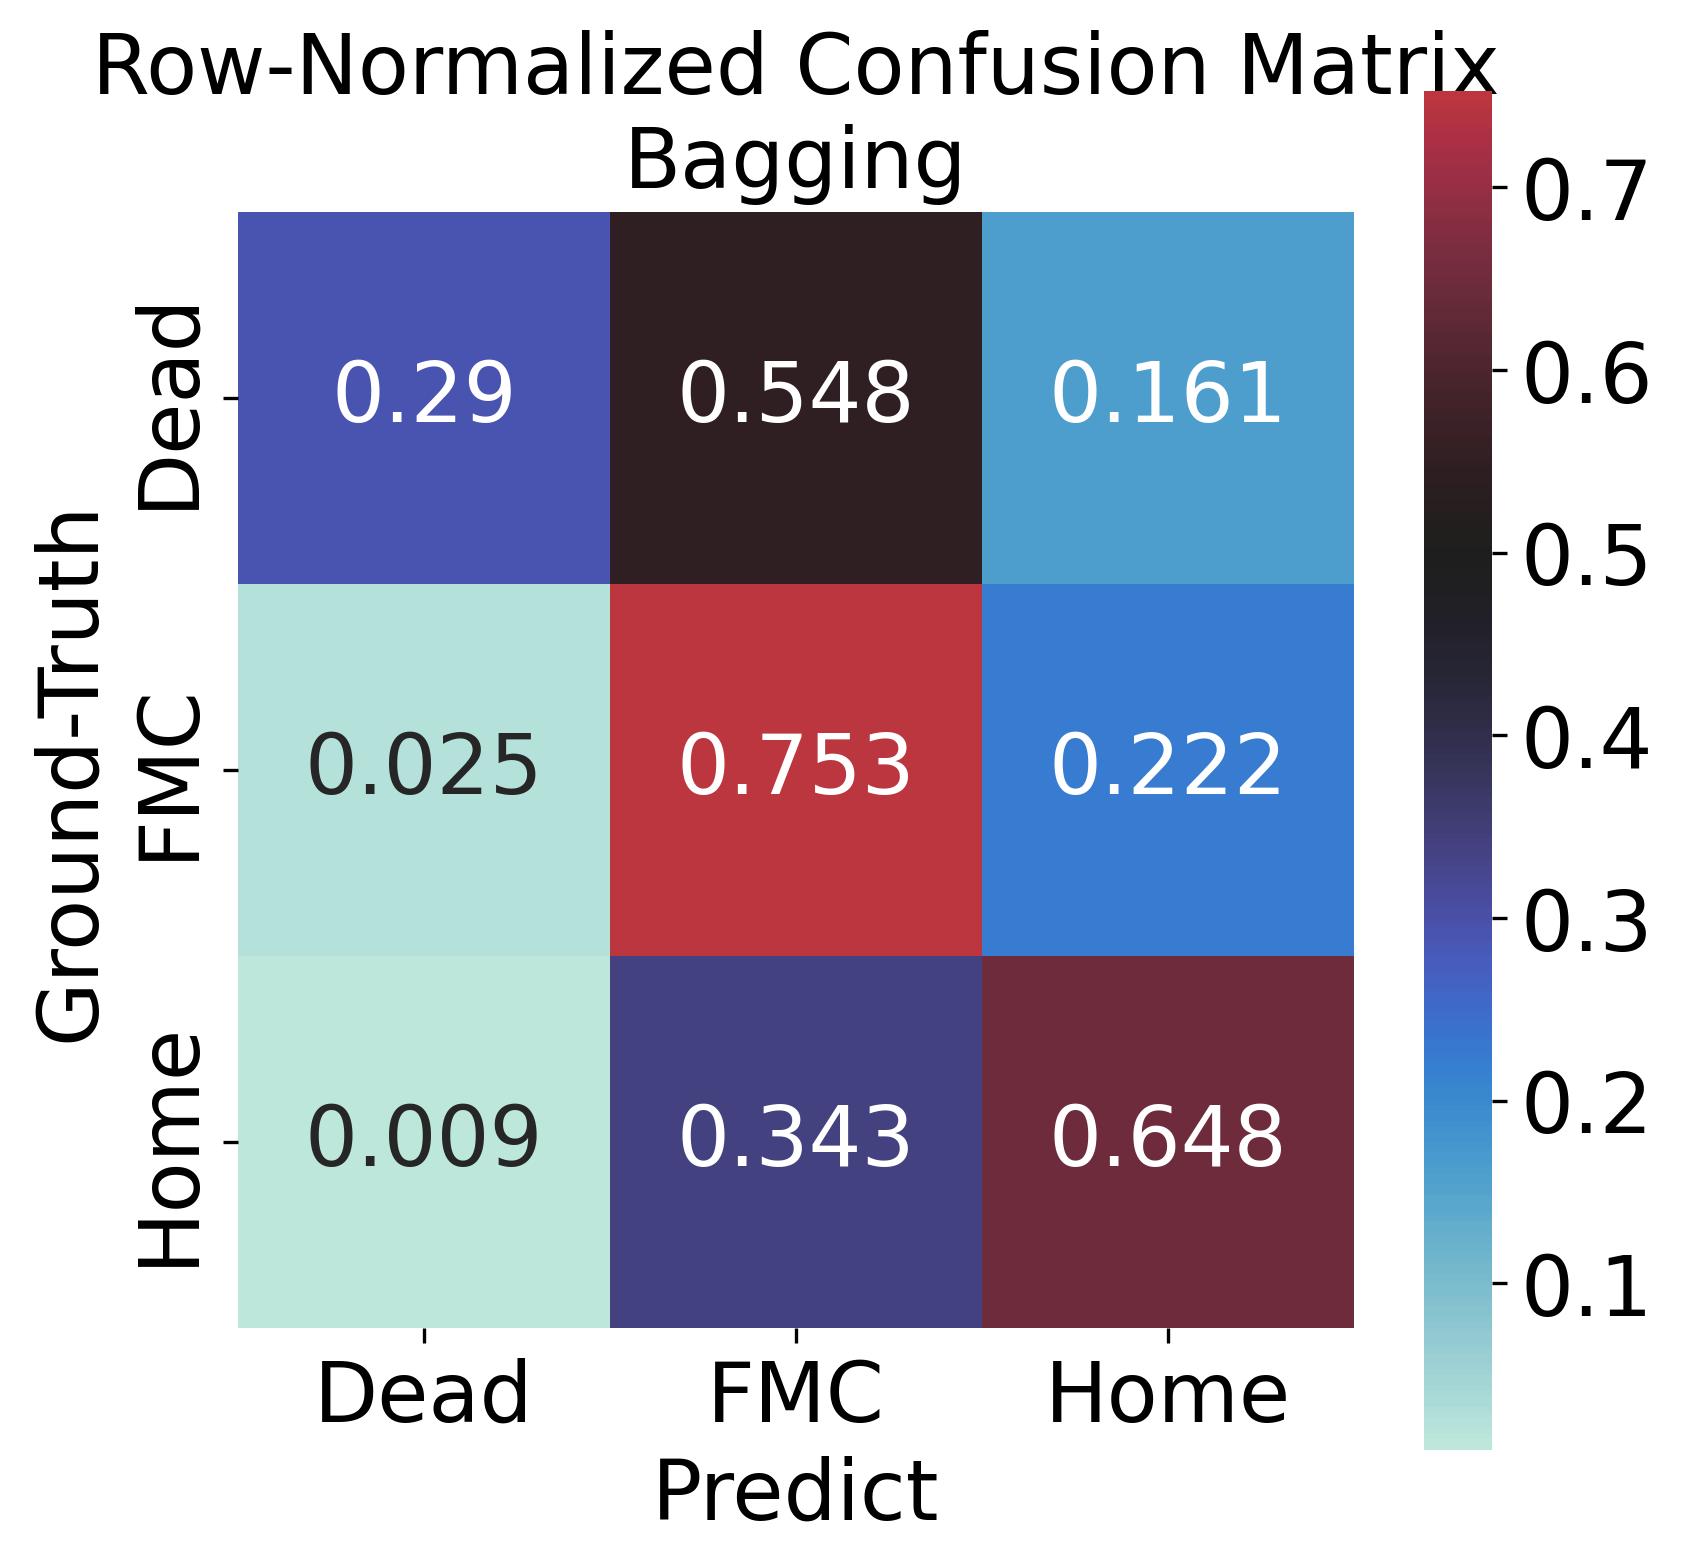 Row-Normalized Confusion Matrix
Bagging
Ground-Truth
Dead
0.29 0.548 0.161
FMC
0.025 0.753 0.222
Home
0.009 0.343 0.648
Dead FMC Home
Predict
0.7
0.6
0.5
0.4
0.3
0.2
0.1